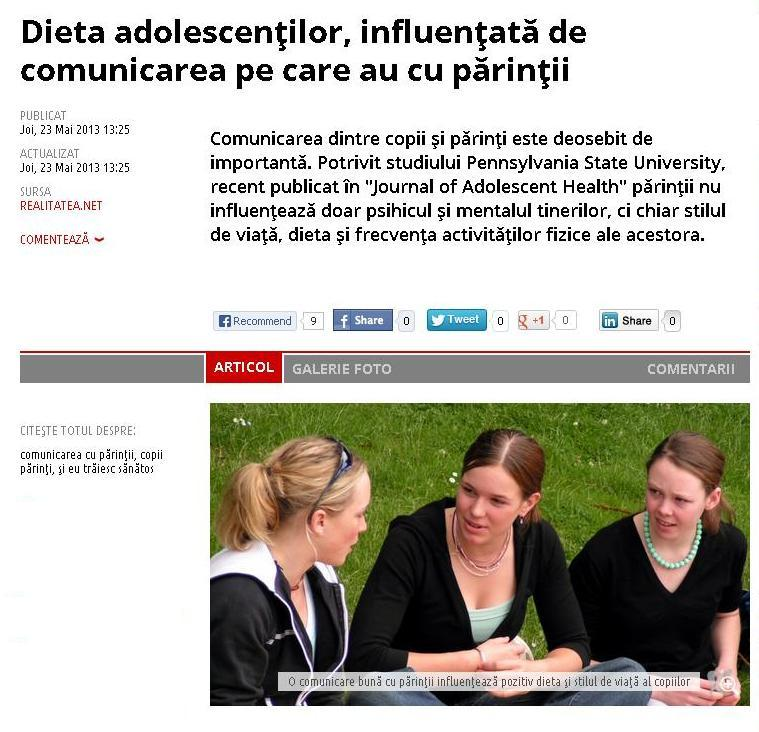 Dieta adolescenţilor, influenţată de
comunicarea pe care au cu părinţii
PUBLICAT
Joi, 23 Mai 2013 13:25
ACTUALIZAT
Joi, 23 Mai 2013 13:25
SURSA
REALITATEA.NET
COMENTEAZĂ
Comunicarea dintre copii şi părinţi este deosebit de
importantă. Potrivit studiului Pennsylvania State University,
recent publicat în "Journal of Adolescent Health" părinţii nu
influenţează doar psihicul şi mentalul tinerilor, ci chiar stilul
de viaţă, dieta şi frecvenţa activităţilor fizice ale acestora.
Recommend 9 Share 0 Tweet 0 +1 0 Share 0
ARTICOL GALERIE FOTO COMENTARII
CITEŞTE TOTUL DESPRE:
comunicarea cu părinţii, copii
părinţi, şi eu trăiesc sănătos
O comunicare bună cu părinţii influenţează pozitiv dieta şi stilul de viaţă al copiilor